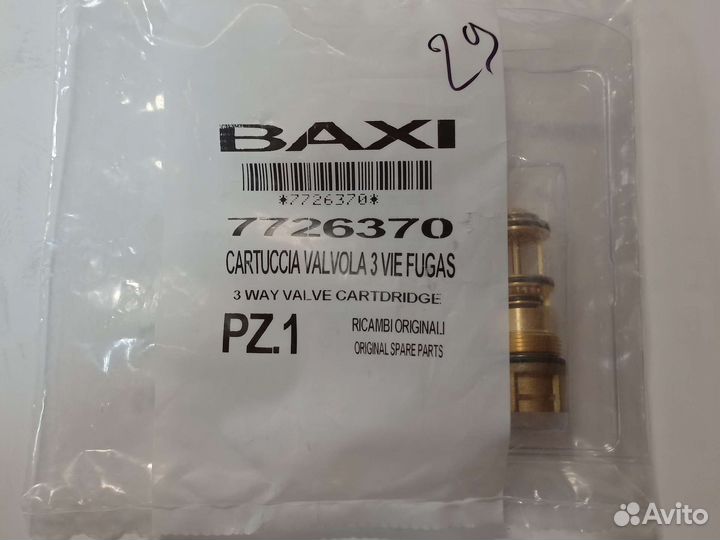 29
BAXI
*7726370*
7726370
CARTUCCIA VALVOLA 3 VIE FUGAS
3 WAY VALVE CARTDRIDGE
PZ.1
RICAMBI ORIGINALI
ORIGINAL SPARE PARTS
Avito